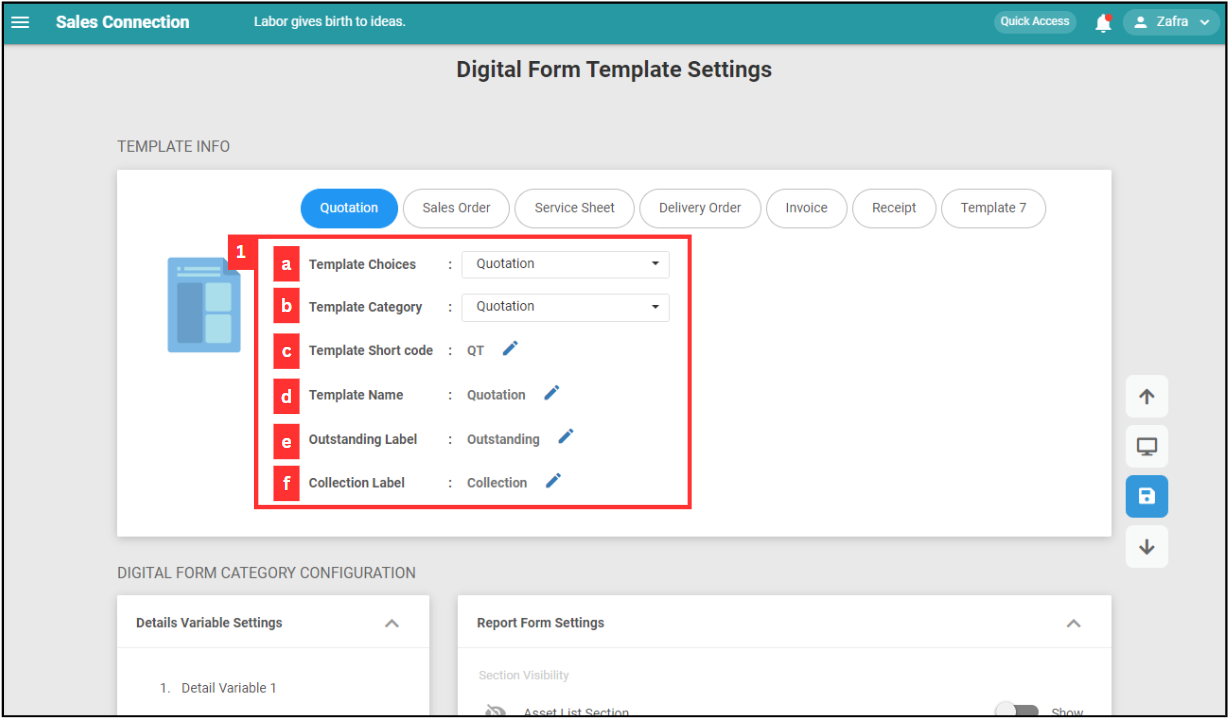 Sales Connection Labor gives birth to ideas. Quick Access Zafra
Digital Form Template Settings
TEMPLATE INFO
Quotation Sales Order Service Sheet Delivery Order Invoice Receipt Template 7
1
a Template Choices : Quotation
b Template Category : Quotation
c Template Short code : QT
d Template Name : Quotation
e Outstanding Label : Outstanding
f Collection Label : Collection
DIGITAL FORM CATEGORY CONFIGURATION
Details Variable Settings Report Form Settings
Section Visibility
1. Detail Variable 1
Asset List Section Show